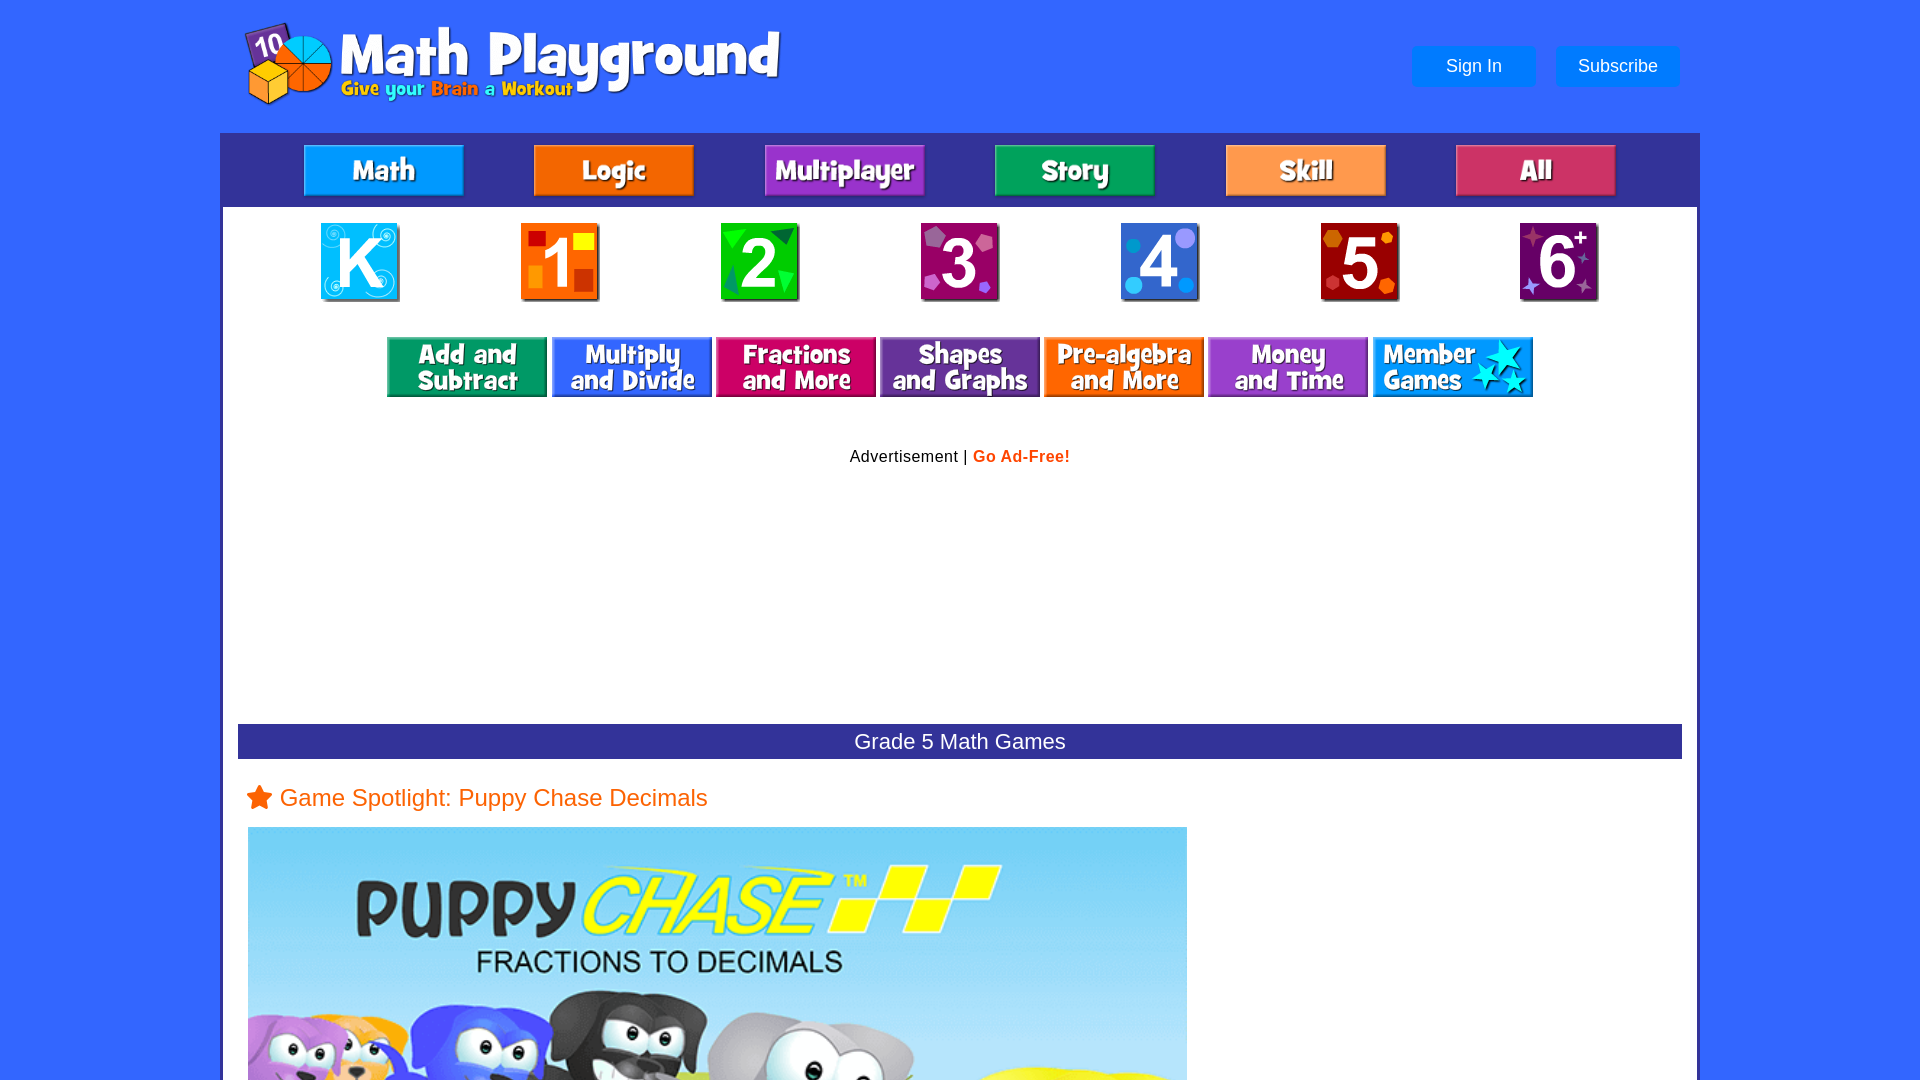 10
Math Playground
Give your Brain a Workout
Sign In
Subscribe
Math
Logic
Multiplayer
Story
Skill
All
K
1
2
3
4
5
6+
Add and
Subtract
Multiply
and Divide
Fractions
and More
Shapes
and Graphs
Pre-algebra
and More
Money
and Time
Member
Games
Advertisement | Go Ad-Free!
Grade 5 Math Games
Game Spotlight: Puppy Chase Decimals
PUPPY CHASE™
FRACTIONS TO DECIMALS